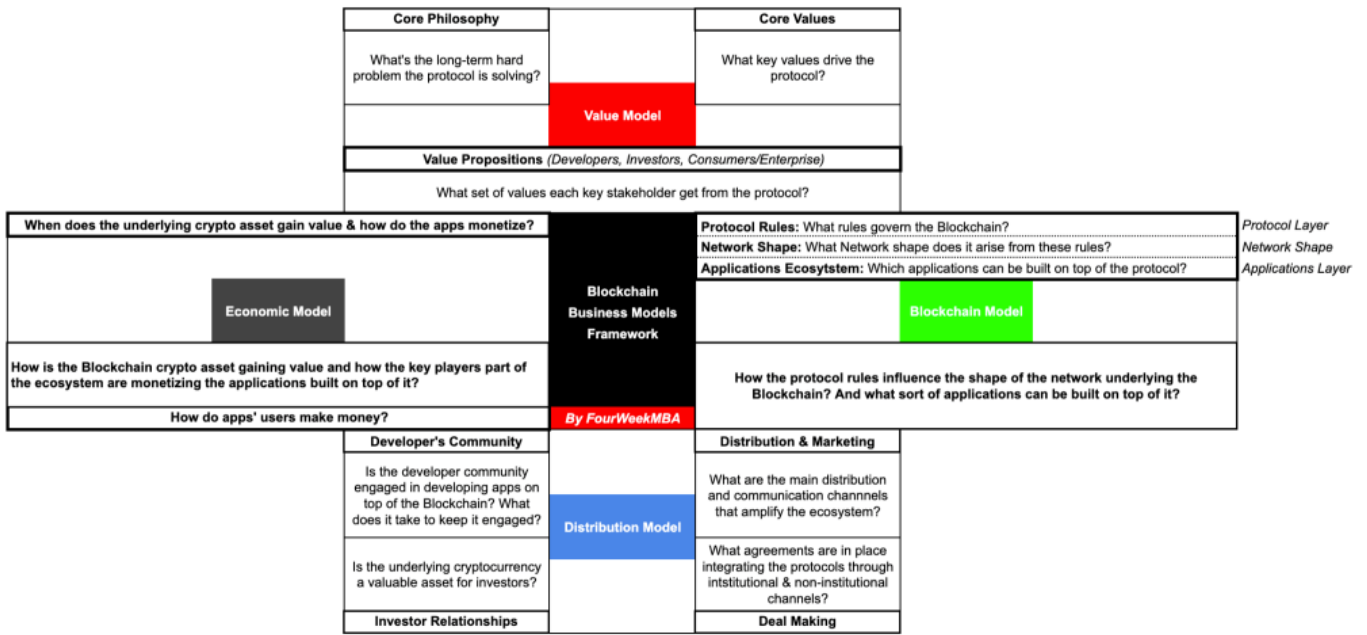 Core Philosophy
Core Values
What's the long-term hard
problem the protocol is solving?
What key values drive the
protocol?
Value Model
Value Propositions (Developers, Investors, Consumers/Enterprise)
What set of values each key stakeholder get from the protocol?
When does the underlying crypto asset gain value & how do the apps monetize?
Protocol Rules: What rules govern the Blockchain?
Protocol Layer
Network Shape: What Network shape does it arise from these rules?
Network Shape
Applications Ecosytstem: Which applications can be built on top of the protocol?
Applications Layer
Economic Model
Blockchain
Business Models
Framework
Blockchain Model
How is the Blockchain crypto asset gaining value and how the key players part of
the ecosystem are monetizing the applications built on top of it?
How the protocol rules influence the shape of the network underlying the
Blockchain? And what sort of applications can be built on top of it?
How do apps' users make money?
By FourWeekMBA
Developer's Community
Distribution & Marketing
Is the developer community
engaged in developing apps on
top of the Blockchain? What
does it take to keep it engaged?
What are the main distribution
and communication channnels
that amplify the ecosystem?
Distribution Model
Is the underlying cryptocurrency
a valuable asset for investors?
What agreements are in place
integrating the protocols through
intstitutional & non-institutional
channels?
Investor Relationships
Deal Making